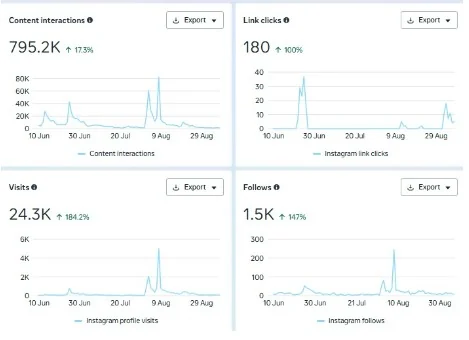 Content interactions
Export
795.2K ↑ 17.3%
80K
60K
40K
20K
0
10 Jun 30 Jun 20 Jul 9 Aug 29 Aug
Content interactions
Link clicks
Export
180 ↑ 100%
40
30
20
10
0
10 Jun 30 Jun 20 Jul 9 Aug 29 Aug
Instagram link clicks
Visits
Export
24.3K ↑ 184.2%
6K
4K
2K
0
10 Jun 30 Jun 20 Jul 9 Aug 29 Aug
Instagram profile visits
Follows
Export
1.5K ↑ 147%
300
200
100
0
10 Jun 30 Jun 21 Jul 10 Aug 30 Aug
Instagram follows